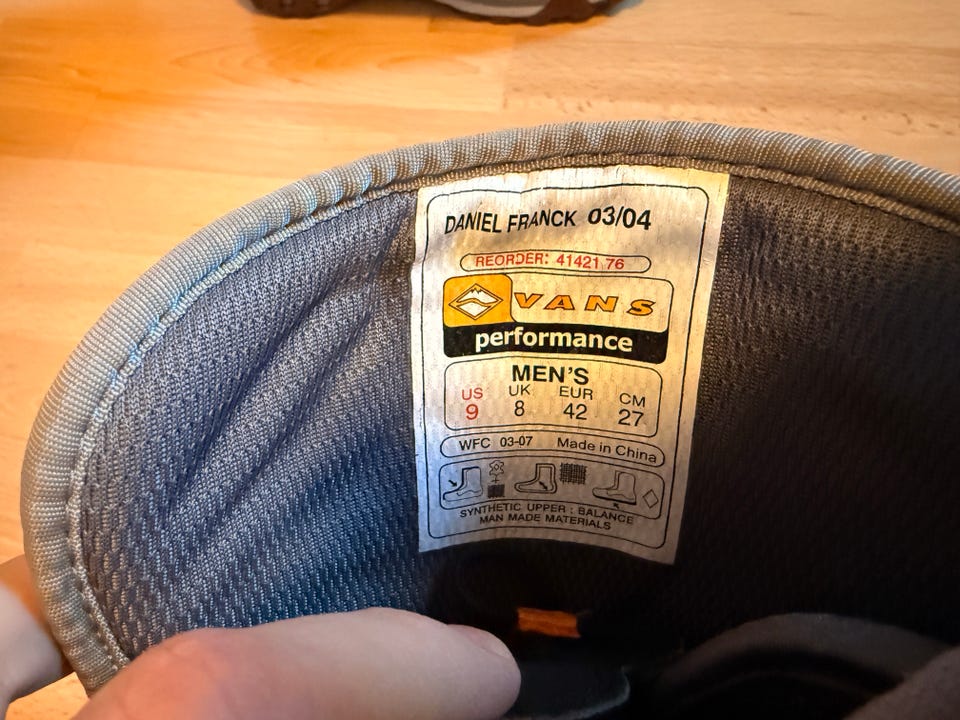 DANIEL FRANCK 03/04
REORDER: 41421 76
VANS
performance
MEN'S
US UK EUR CM
9 8 42 27
WFC 03-07 Made in China
SYNTHETIC UPPER : BALANCE
MAN MADE MATERIALS